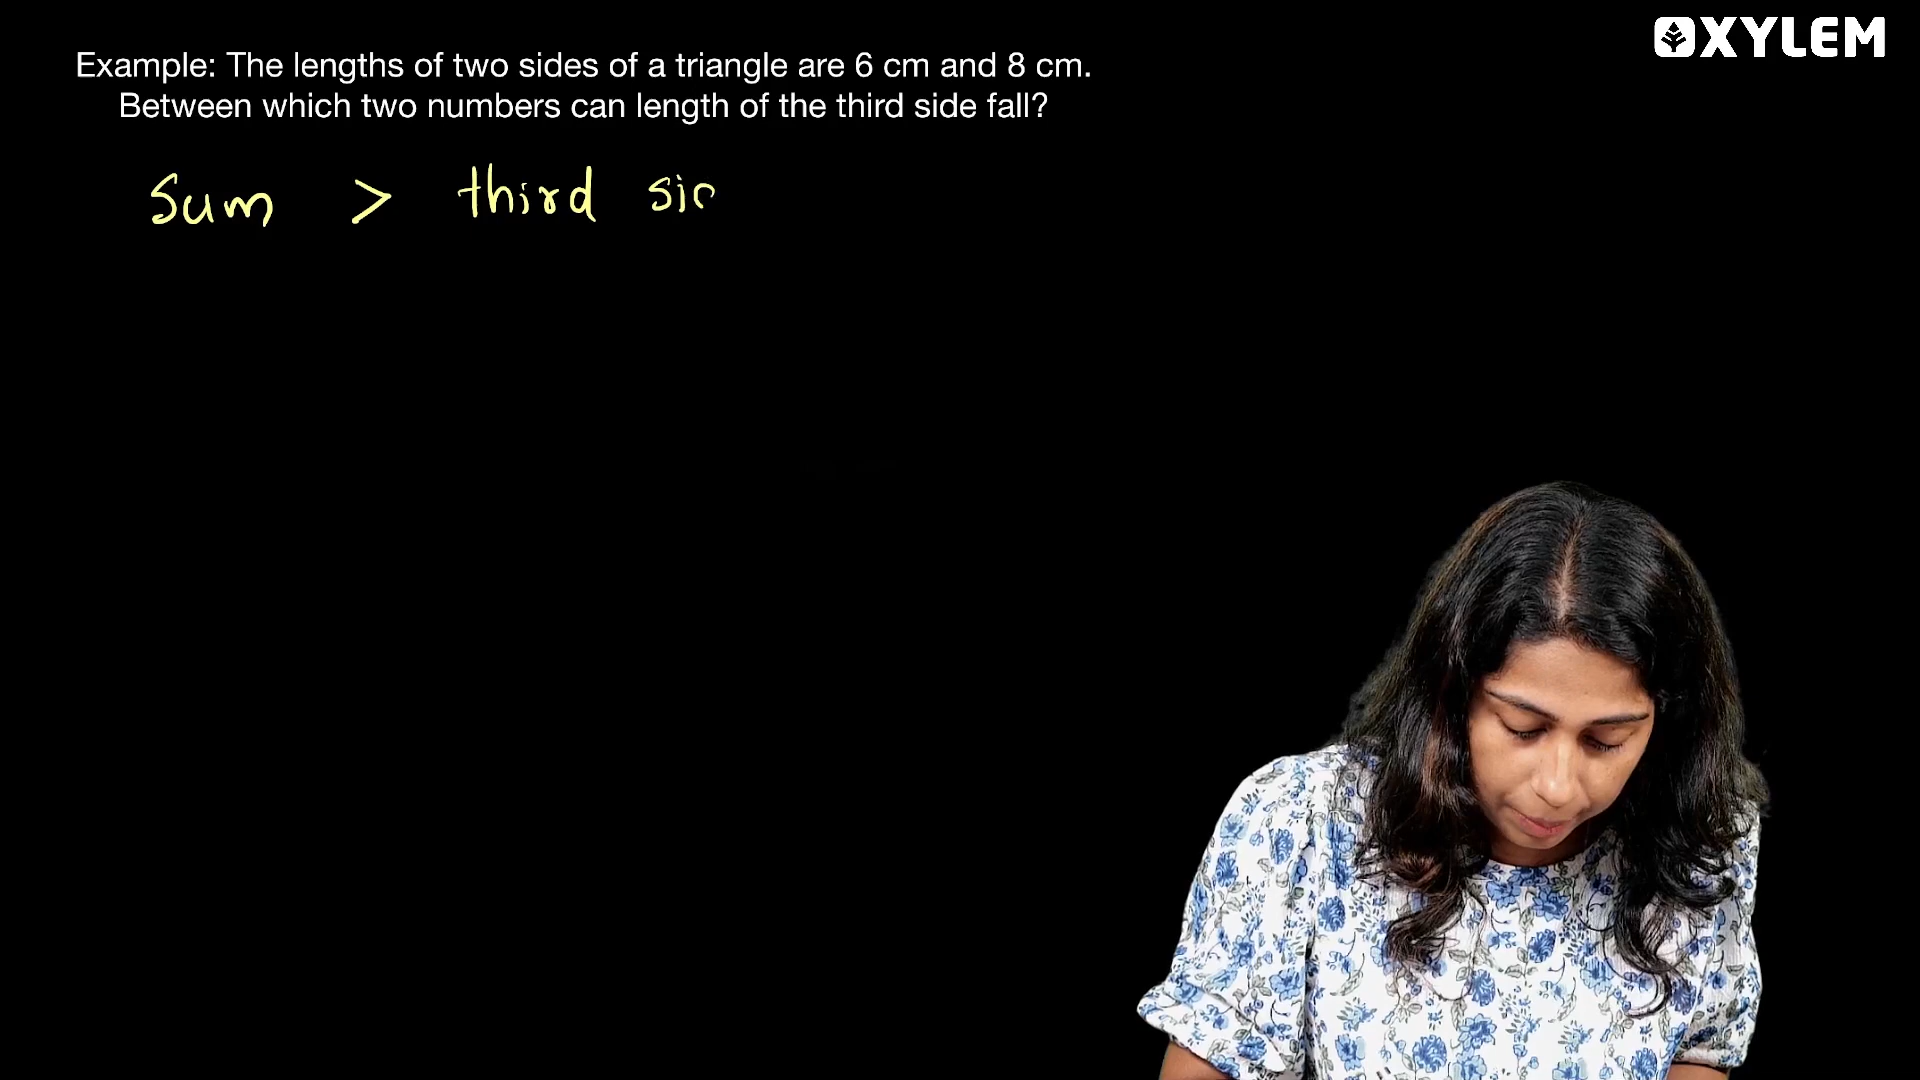 XYLEM
Example: The lengths of two sides of a triangle are 6 cm and 8 cm.
Between which two numbers can length of the third side fall?
Sum > third sic